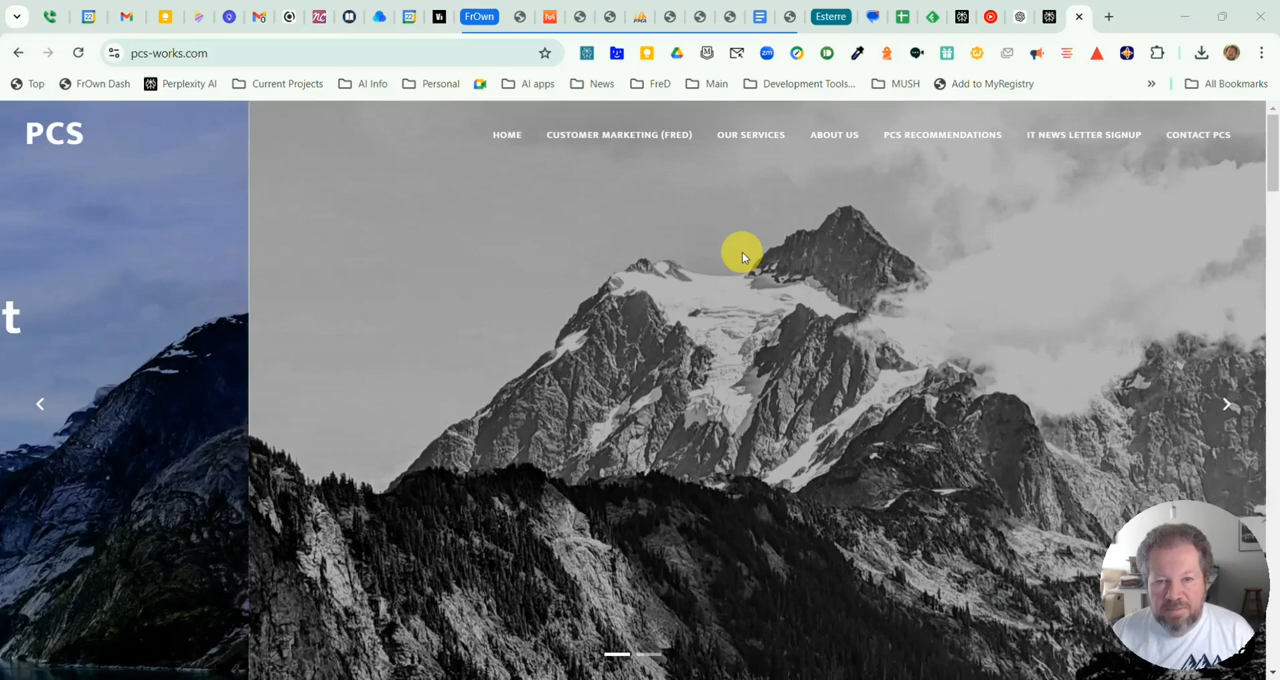 FrOwn
Esterre
pcs-works.com
Top
FrOwn Dash
Perplexity AI
Current Projects
AI Info
Personal
AI apps
News
FreD
Main
Development Tools...
MUSH
Add to MyRegistry
»
All Bookmarks
PCS
HOME
CUSTOMER MARKETING (FRED)
OUR SERVICES
ABOUT US
PCS RECOMMENDATIONS
IT NEWS LETTER SIGNUP
CONTACT PCS
t